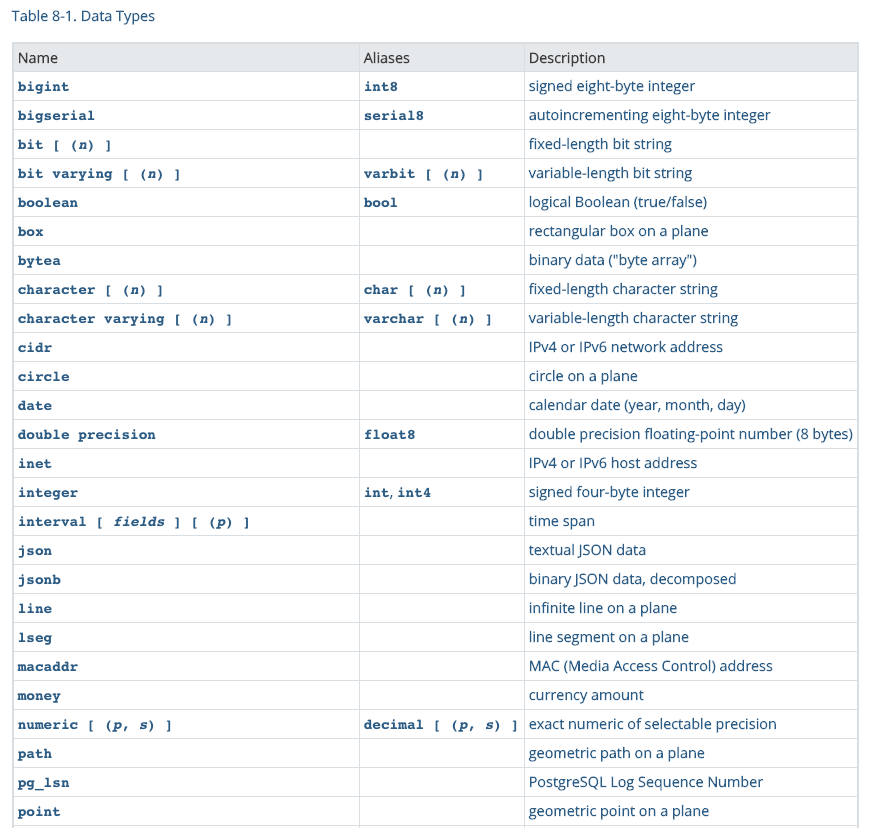 Table 8-1. Data Types
Name Aliases Description
bigint int8 signed eight-byte integer
bigserial serial8 autoincrementing eight-byte integer
bit [ (n) ] fixed-length bit string
bit varying [ (n) ] varbit [ (n) ] variable-length bit string
boolean bool logical Boolean (true/false)
box rectangular box on a plane
bytea binary data ("byte array")
character [ (n) ] char [ (n) ] fixed-length character string
character varying [ (n) ] varchar [ (n) ] variable-length character string
cidr IPv4 or IPv6 network address
circle circle on a plane
date calendar date (year, month, day)
double precision float8 double precision floating-point number (8 bytes)
inet IPv4 or IPv6 host address
integer int, int4 signed four-byte integer
interval [ fields ] [ (p) ] time span
json textual JSON data
jsonb binary JSON data, decomposed
line infinite line on a plane
lseg line segment on a plane
macaddr MAC (Media Access Control) address
money currency amount
numeric [ (p, s) ] decimal [ (p, s) ] exact numeric of selectable precision
path geometric path on a plane
pg_lsn PostgreSQL Log Sequence Number
point geometric point on a plane